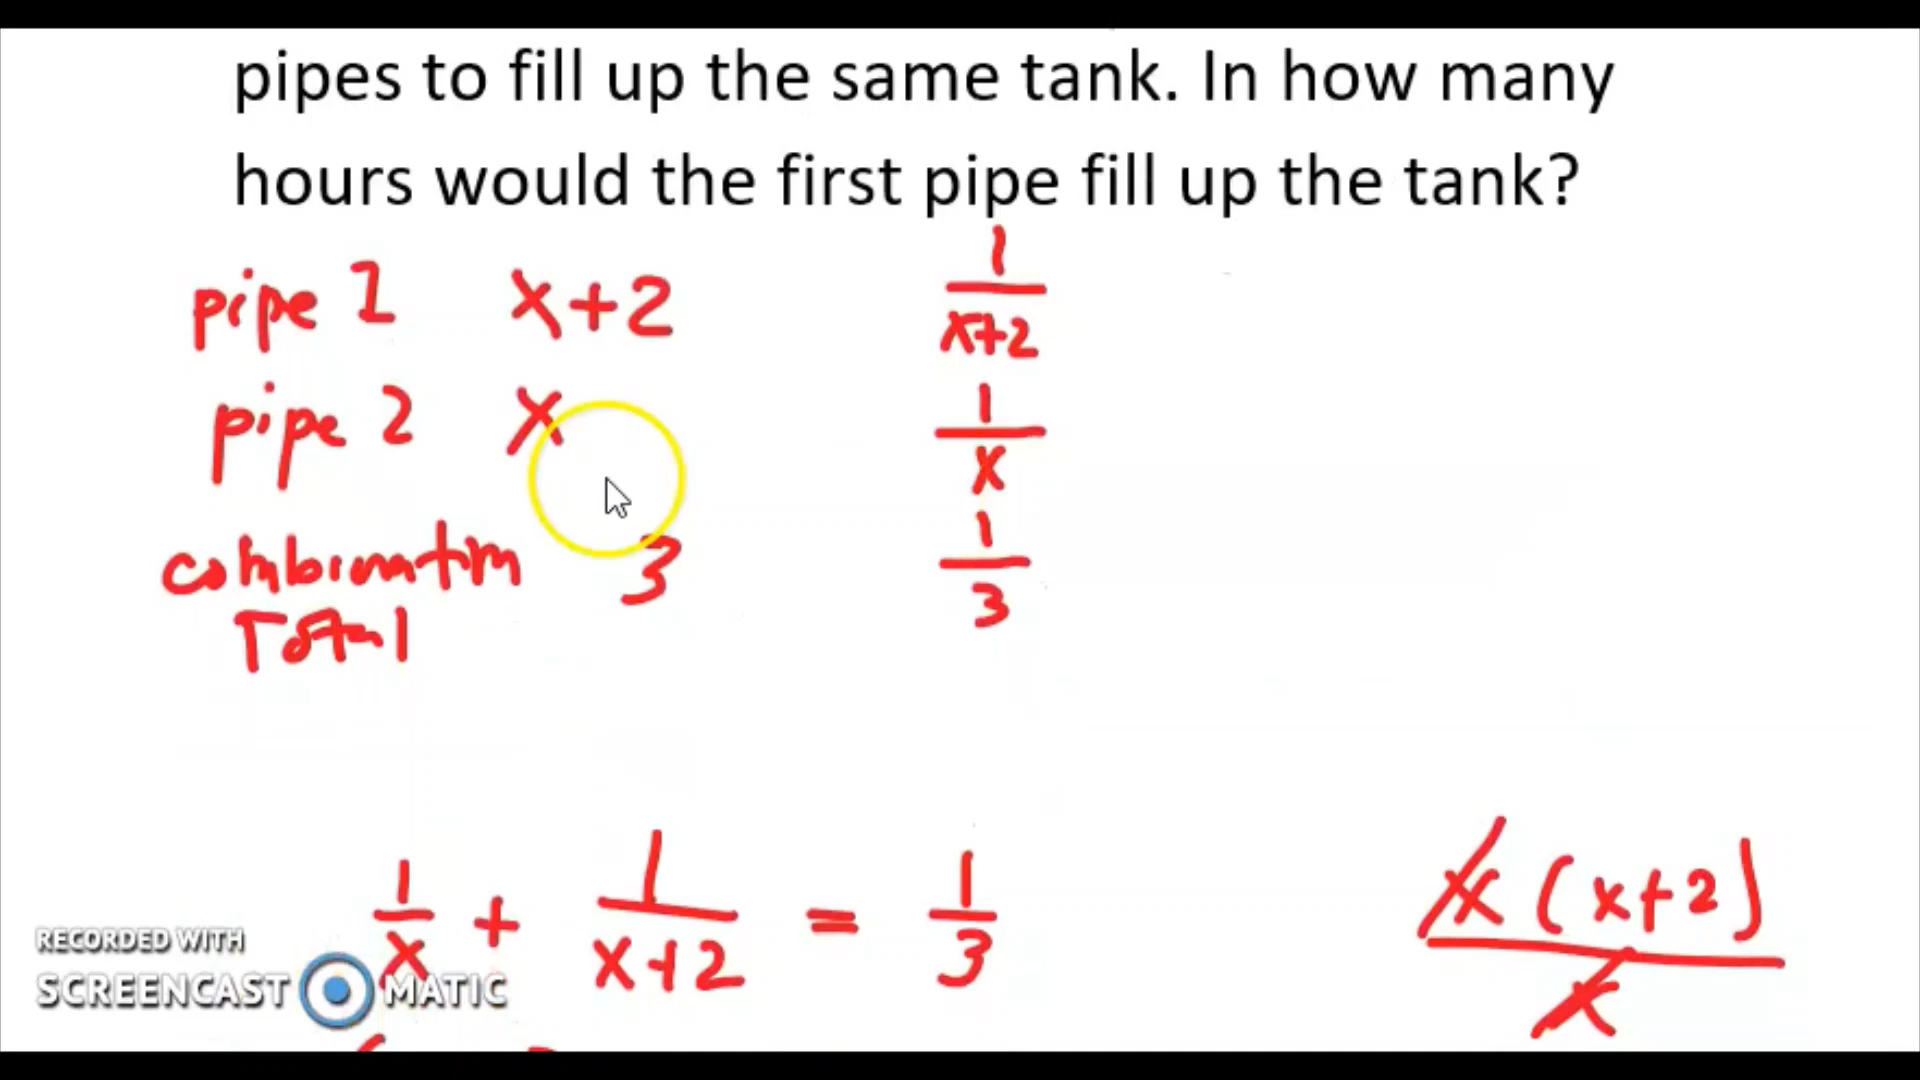 pipes to fill up the same tank. In how many
hours would the first pipe fill up the tank?
pipe 1 x+2 1/(x+2)
pipe 2 x 1/x
combination 3 1/3
Total
1/x + 1/(x+2) = 1/3
x(x+2)/x
RECORDED WITH
SCREENCAST MATIC